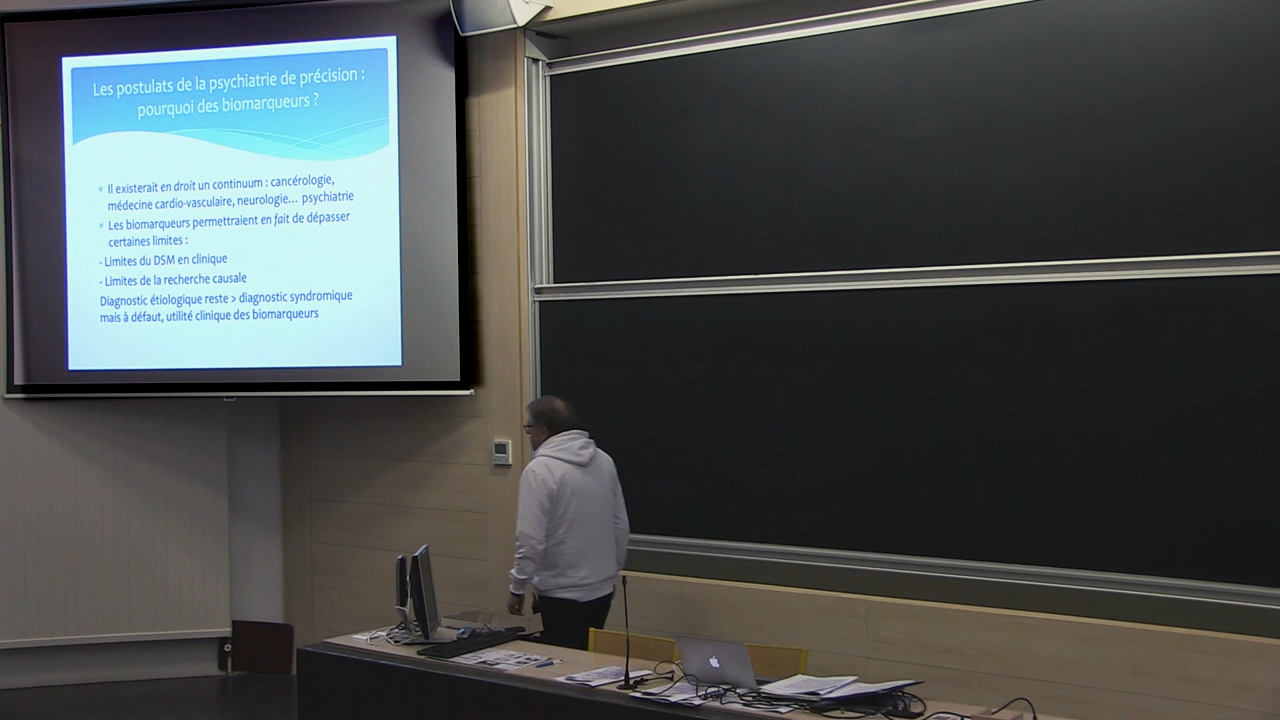 Les postulats de la psychiatrie de précision :
pourquoi des biomarqueurs ?
Il existerait en droit un continuum : cancérologie,
médecine cardio-vasculaire, neurologie... psychiatrie
Les biomarqueurs permettraient en fait de dépasser
certaines limites :
- Limites du DSM en clinique
- Limites de la recherche causale
Diagnostic étiologique reste > diagnostic syndromique
mais à défaut, utilité clinique des biomarqueurs